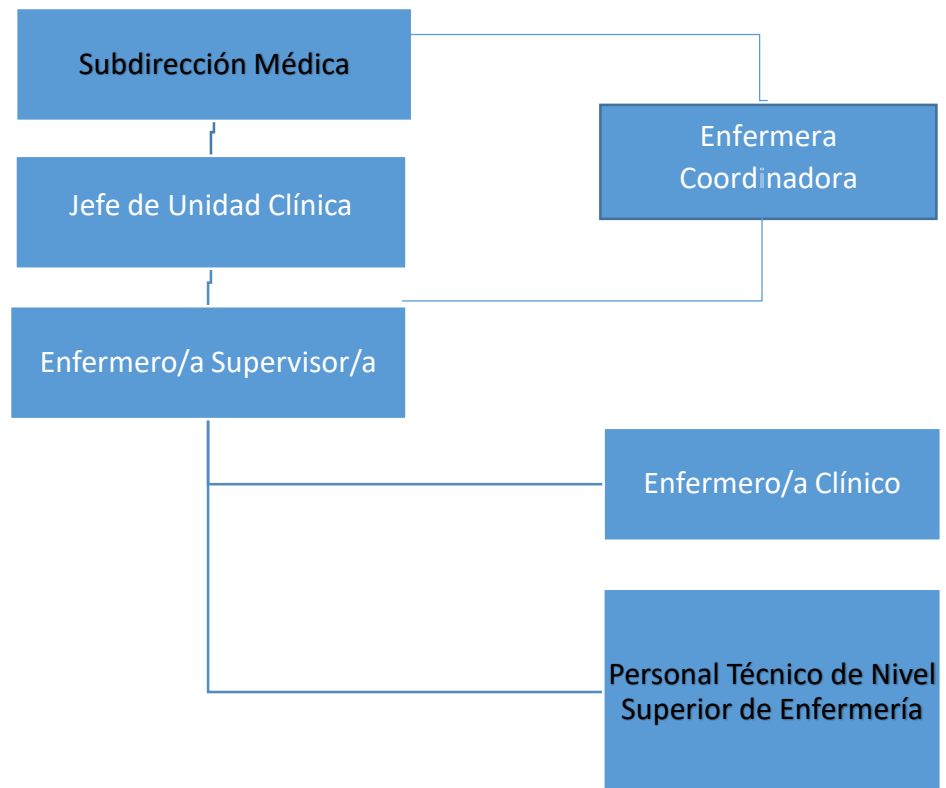 Subdirección Médica
Enfermera
Coordinadora
Jefe de Unidad Clínica
Enfermero/a Supervisor/a
Enfermero/a Clínico
Personal Técnico de Nivel
Superior de Enfermería